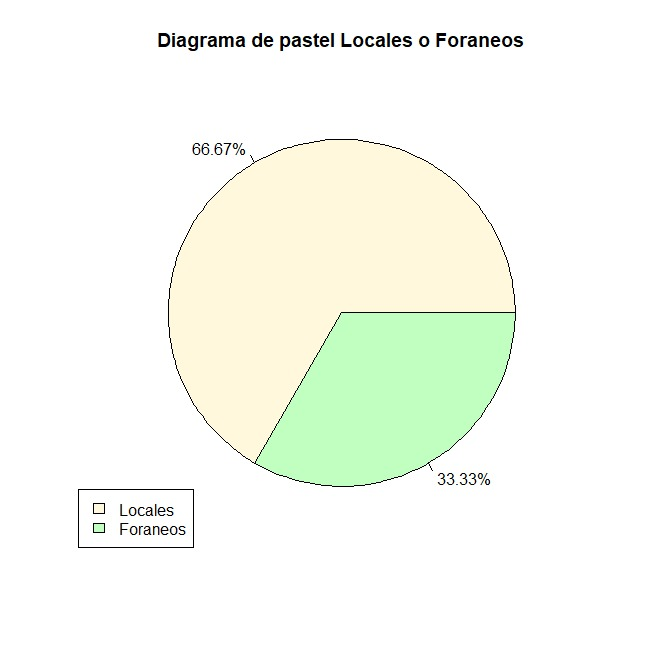 Diagrama de pastel Locales o Foraneos
66.67%
33.33%
Locales
Foraneos